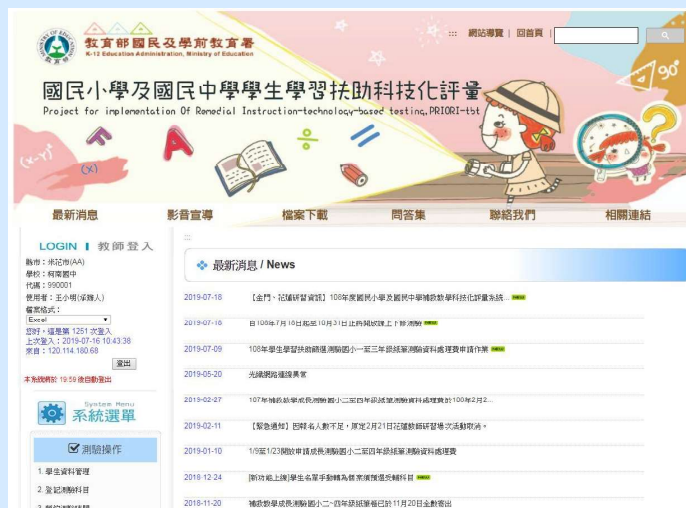 ::: 網站導覽 | 回首頁 |
教育部國民及學前教育署
K-12 Education Administration, Ministry of Education
國民小學及國民中學學生學習扶助科技化評量
Project for implementation Of Remedial Instruction-technology-based testing,PRIORI-tbt
90°
(x-y)²
(x)
A
?
最新消息 影音宣導 檔案下載 問答集 聯絡我們 相關連結
LOGIN | 教師登入
縣市：米花市(AA)
學校：柯南國中
代碼：990001
使用者：王小明(承辦人)
檔案格式：
Excel
您好，這是第 1251 次登入
上次登入：2019-07-16 10:43:38
來自：120.114.180.68
登出
本系統將於 19:59 後自動登出
System Menu
系統選單
測驗操作
1. 學生資料管理
2. 登記測驗科目
:::
最新消息 / News
2019-07-18 【金門、花蓮研習資訊】108年度國民小學及國民中學補救教學科技化評量系統...
2019-07-18 自108年7月18日起至10月31日止將開放線上下修測驗
2019-07-09 108年學生學習扶助篩選測驗國小一至三年級紙筆測驗資料處理費申請作業
2019-05-20 光纖網路連線異常
2019-02-27 107年補救教學成長測驗國小二至四年級紙筆測驗資料處理費於108年2月2...
2019-02-11 【緊急通知】因報名人數不足，原定2月21日花蓮教師研習場次活動取消。
2019-01-10 1/9至1/23開放申請成長測驗國小二至四年級紙筆測驗資料處理費
2018-12-24 [新功能上線]學生名單手動轉為個案須預選受輔科目
2018-11-20 補救教學成長測驗國小二~四年級紙筆卷已於11月20日全數寄出